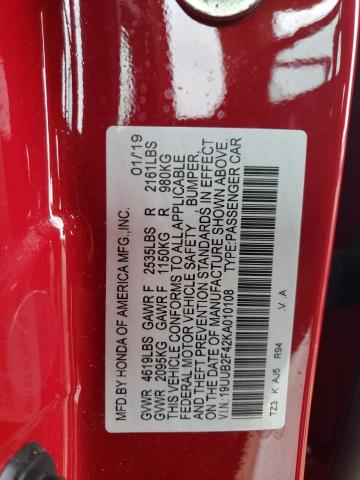 MFD BY HONDA OF AMERICA MFG.,INC. 01/19
GVWR 4619LBS GAWR F 2535LBS R 2161LBS
GVWR 2095KG GAWR F 1150KG R 980KG
THIS VEHICLE CONFORMS TO ALL APPLICABLE
FEDERAL MOTOR VEHICLE SAFETY , BUMPER,
AND THEFT PREVENTION STANDARDS IN EFFECT
ON THE DATE OF MANUFACTURE SHOWN ABOVE.
V.I.N.:19UUB2F42KA010108 TYPE:PASSENGER CAR
V .A
TZ3 K AJ5 R94